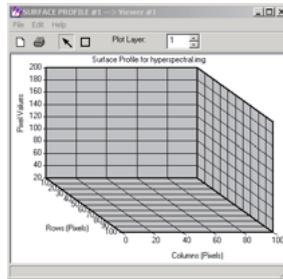 SURFACE PROFILE #1 --> Viewer #1
File Edit Help
Plot Layer: 1
Surface Profile for hyperspectral.img
Pixel Values
200
180
160
140
120
100
80
60
40
20
Rows (Pixels)
0 20 40 60 80 100
Columns (Pixels)